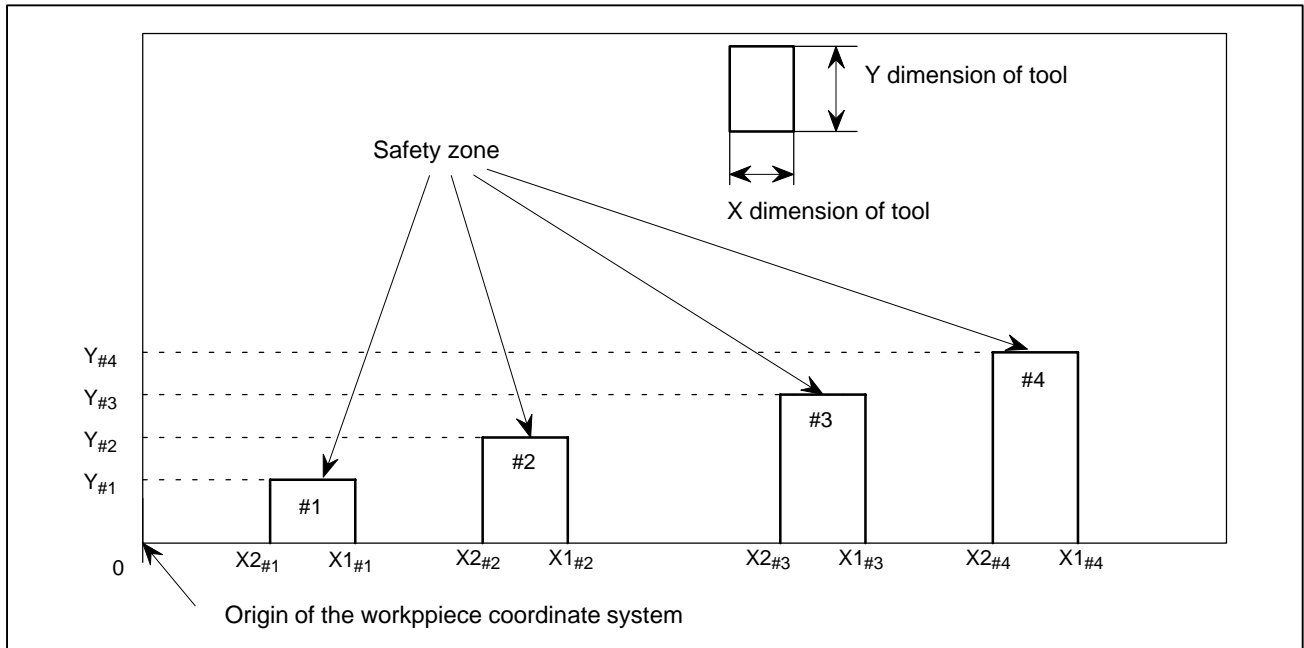 Y dimension of tool
Safety zone
X dimension of tool
Y#4
#4
Y#3
#3
Y#2
#2
Y#1
#1
0
X2#1
X1#1
X2#2
X1#2
X2#3
X1#3
X2#4
X1#4
Origin of the workppiece coordinate system